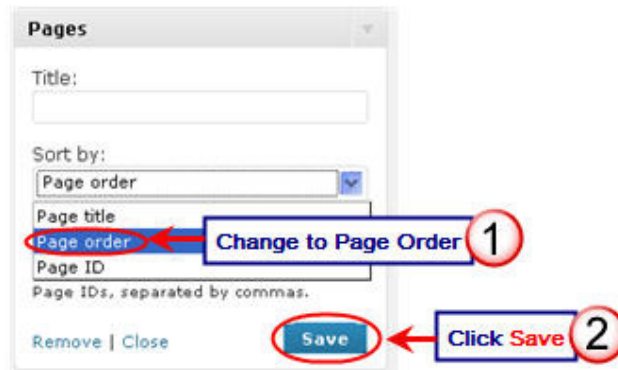 Pages
Title:
Sort by:
Page order
Page title
Page order
Change to Page Order 1
Page ID
Page IDs, separated by commas.
Remove | Close
Save
Click Save 2